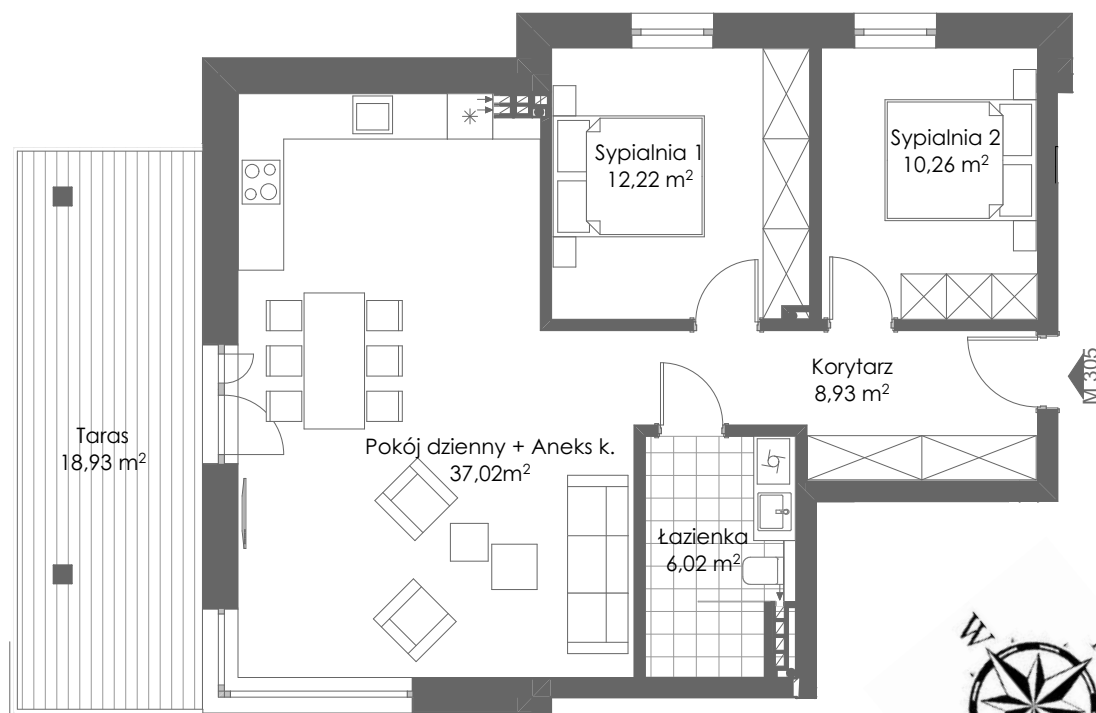 Sypialnia 1
12,22 m²
Sypialnia 2
10,26 m²
Korytarz
8,93 m²
M 305
Taras
18,93 m²
Pokój dzienny + Aneks k.
37,02m²
Łazienka
6,02 m²
W